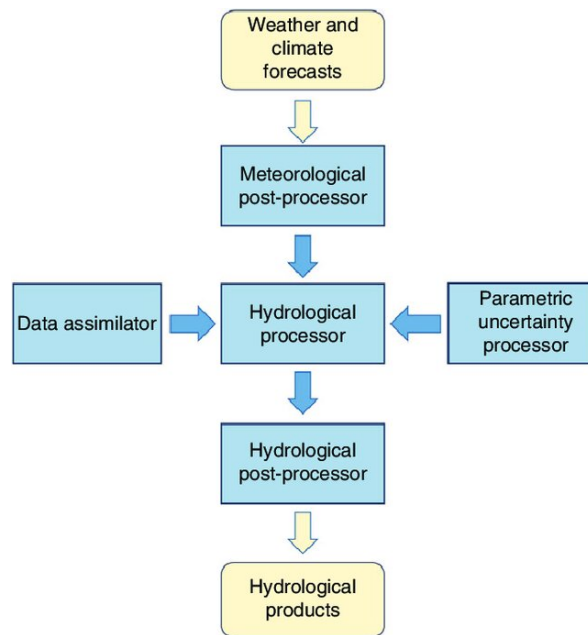 Weather and
climate
forecasts
Meteorological
post-processor
Data assimilator
Hydrological
processor
Parametric
uncertainty
processor
Hydrological
post-processor
Hydrological
products